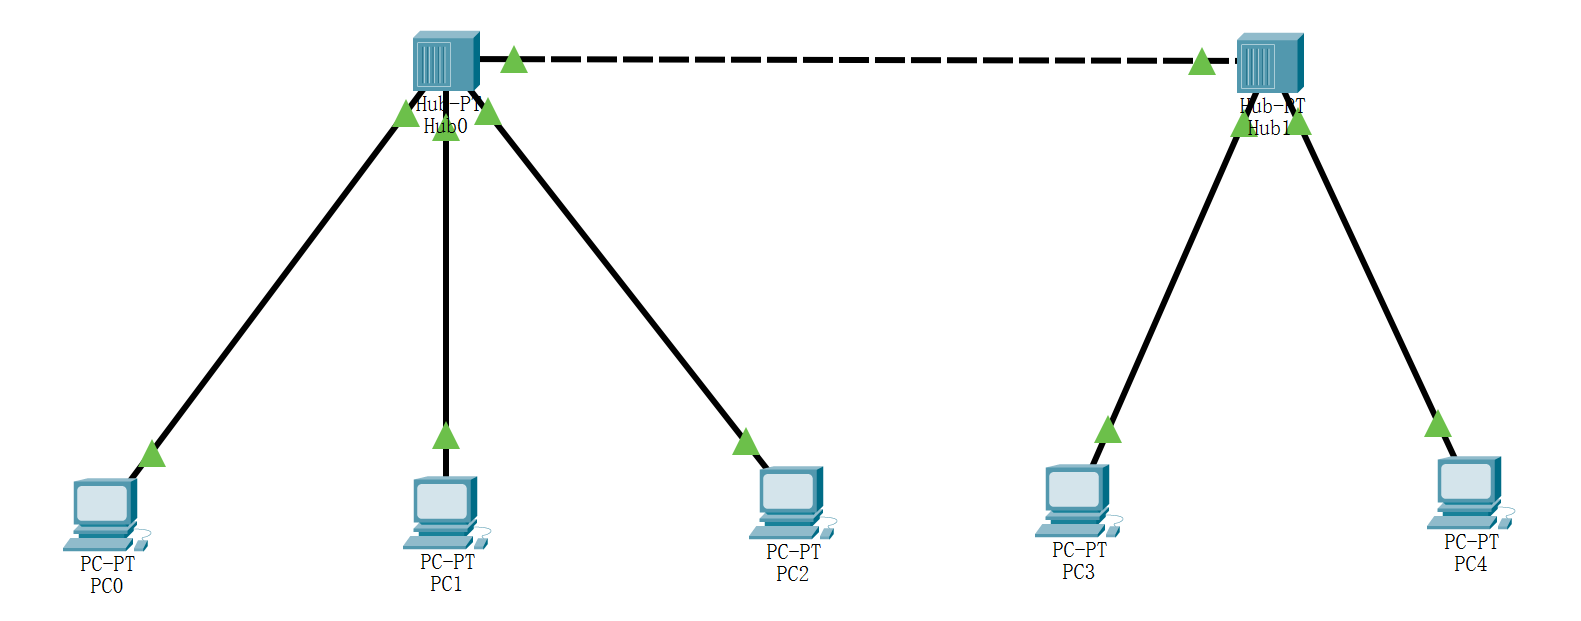 Hub-PT
Hub0
Hub-PT
Hub1
PC-PT
PC0
PC-PT
PC1
PC-PT
PC2
PC-PT
PC3
PC-PT
PC4